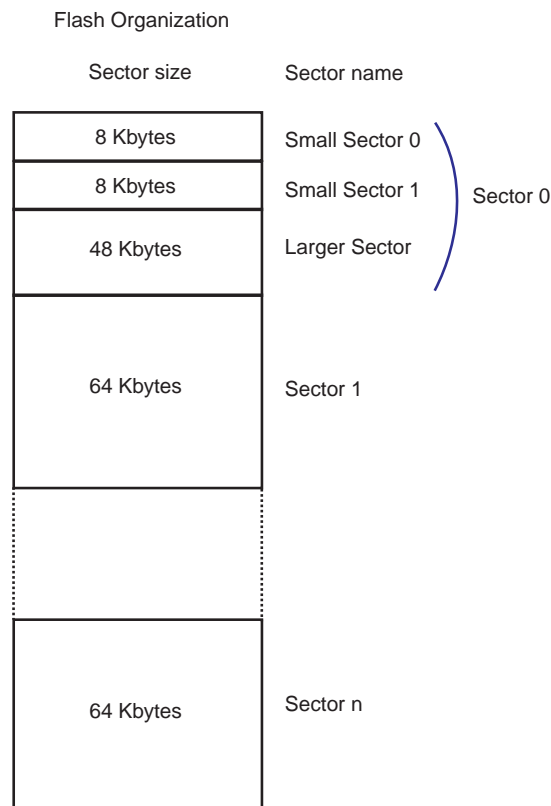 Flash Organization
Sector size Sector name
8 Kbytes Small Sector 0
8 Kbytes Small Sector 1 Sector 0
48 Kbytes Larger Sector
64 Kbytes Sector 1
64 Kbytes Sector n